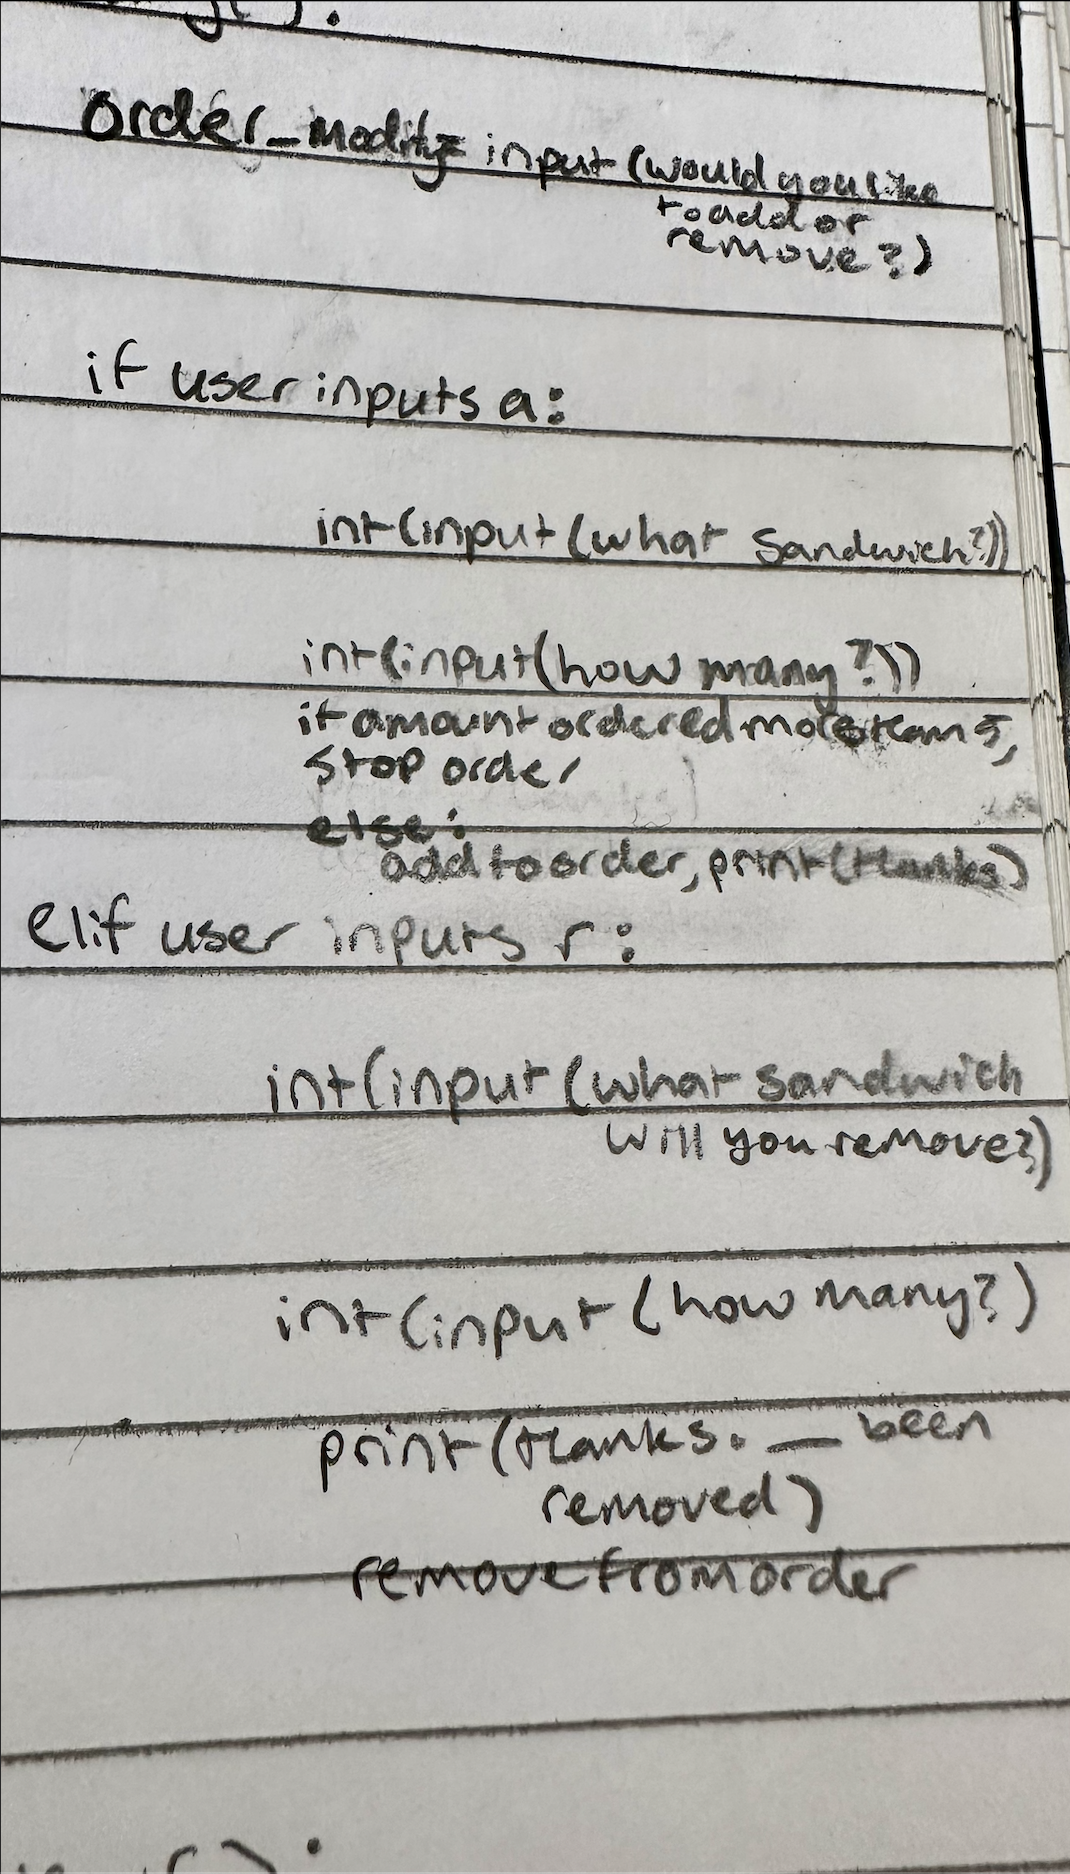 order_modify= input (would you like
to add or
remove?)
if user inputs a:
int(input(what sandwich?))
int(input(how many?))
if amount ordered more than 5,
stop order
else:
add to order, print(thanks)
elif user inputs r:
int(input(what sandwich
will you remove?)
int(input(how many?)
print(thanks. __ been
removed)
remove from order